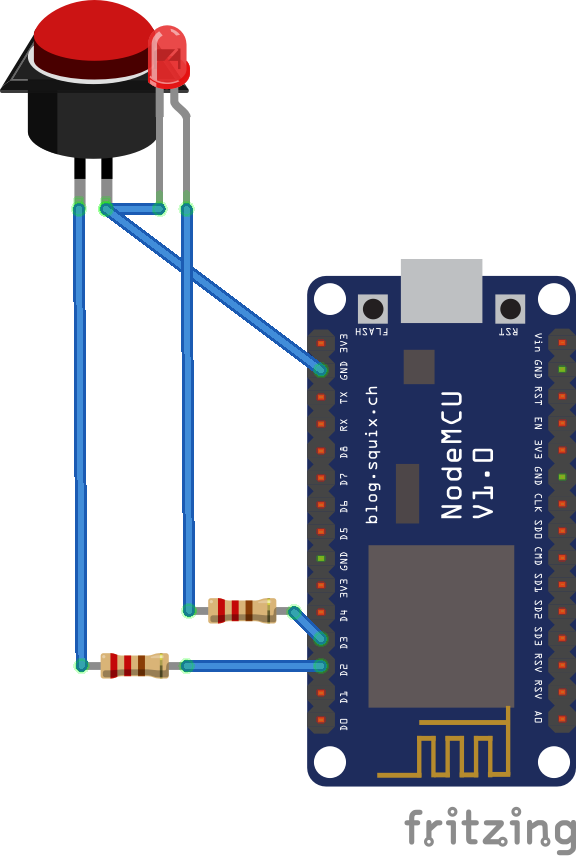 FLASH
RST
3V3
GND
TX
RX
D8
D7
D6
D5
GND
3V3
D4
D3
D2
D1
D0
blog.squix.ch
NodeMCU
V1.0
Vin
GND
RST
EN
3V3
GND
CLK
SD0
CMD
SD1
SD2
SD3
RSV
RSV
A0
fritzing